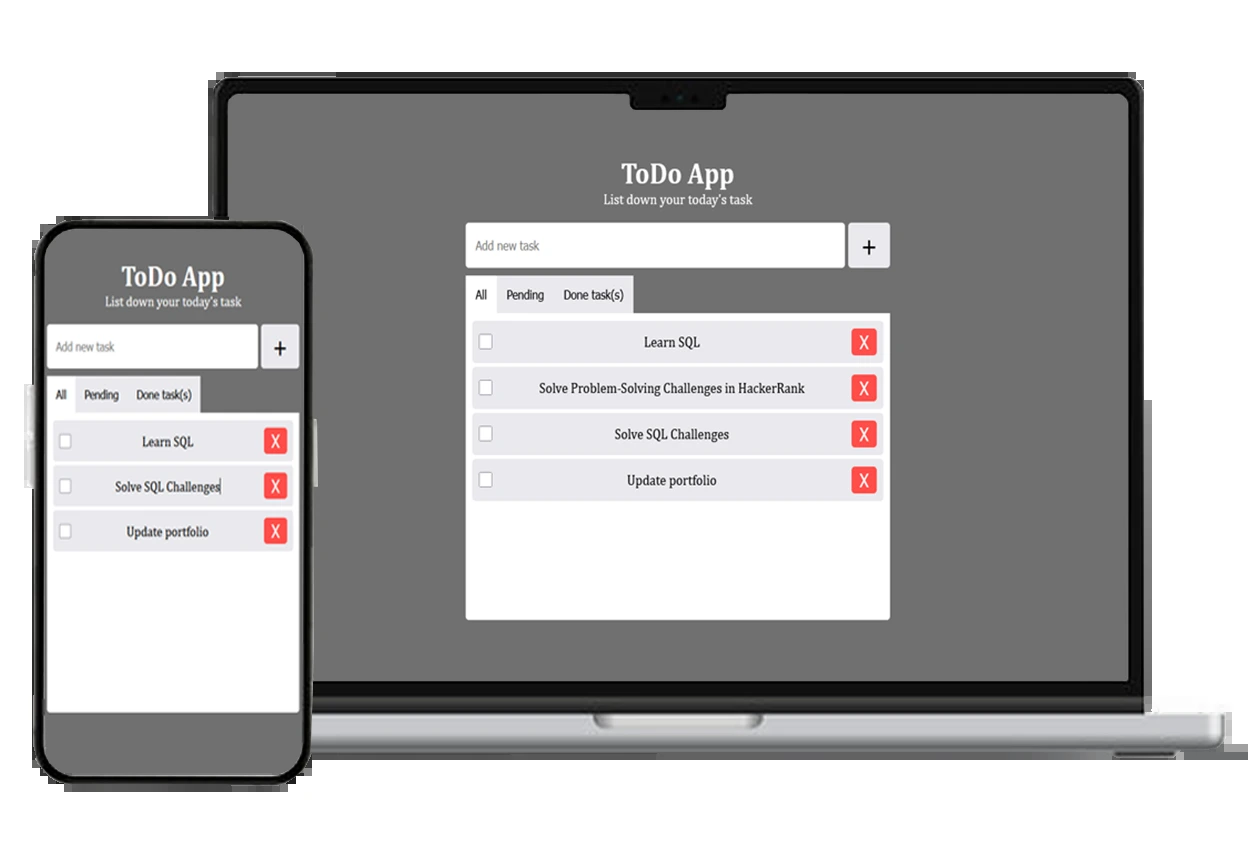 ToDo App
List down your today's task
Add new task
+
All Pending Done task(s)
Learn SQL X
Solve SQL Challenges X
Update portfolio X
ToDo App
List down your today's task
Add new task
+
All Pending Done task(s)
Learn SQL X
Solve Problem-Solving Challenges in HackerRank X
Solve SQL Challenges X
Update portfolio X